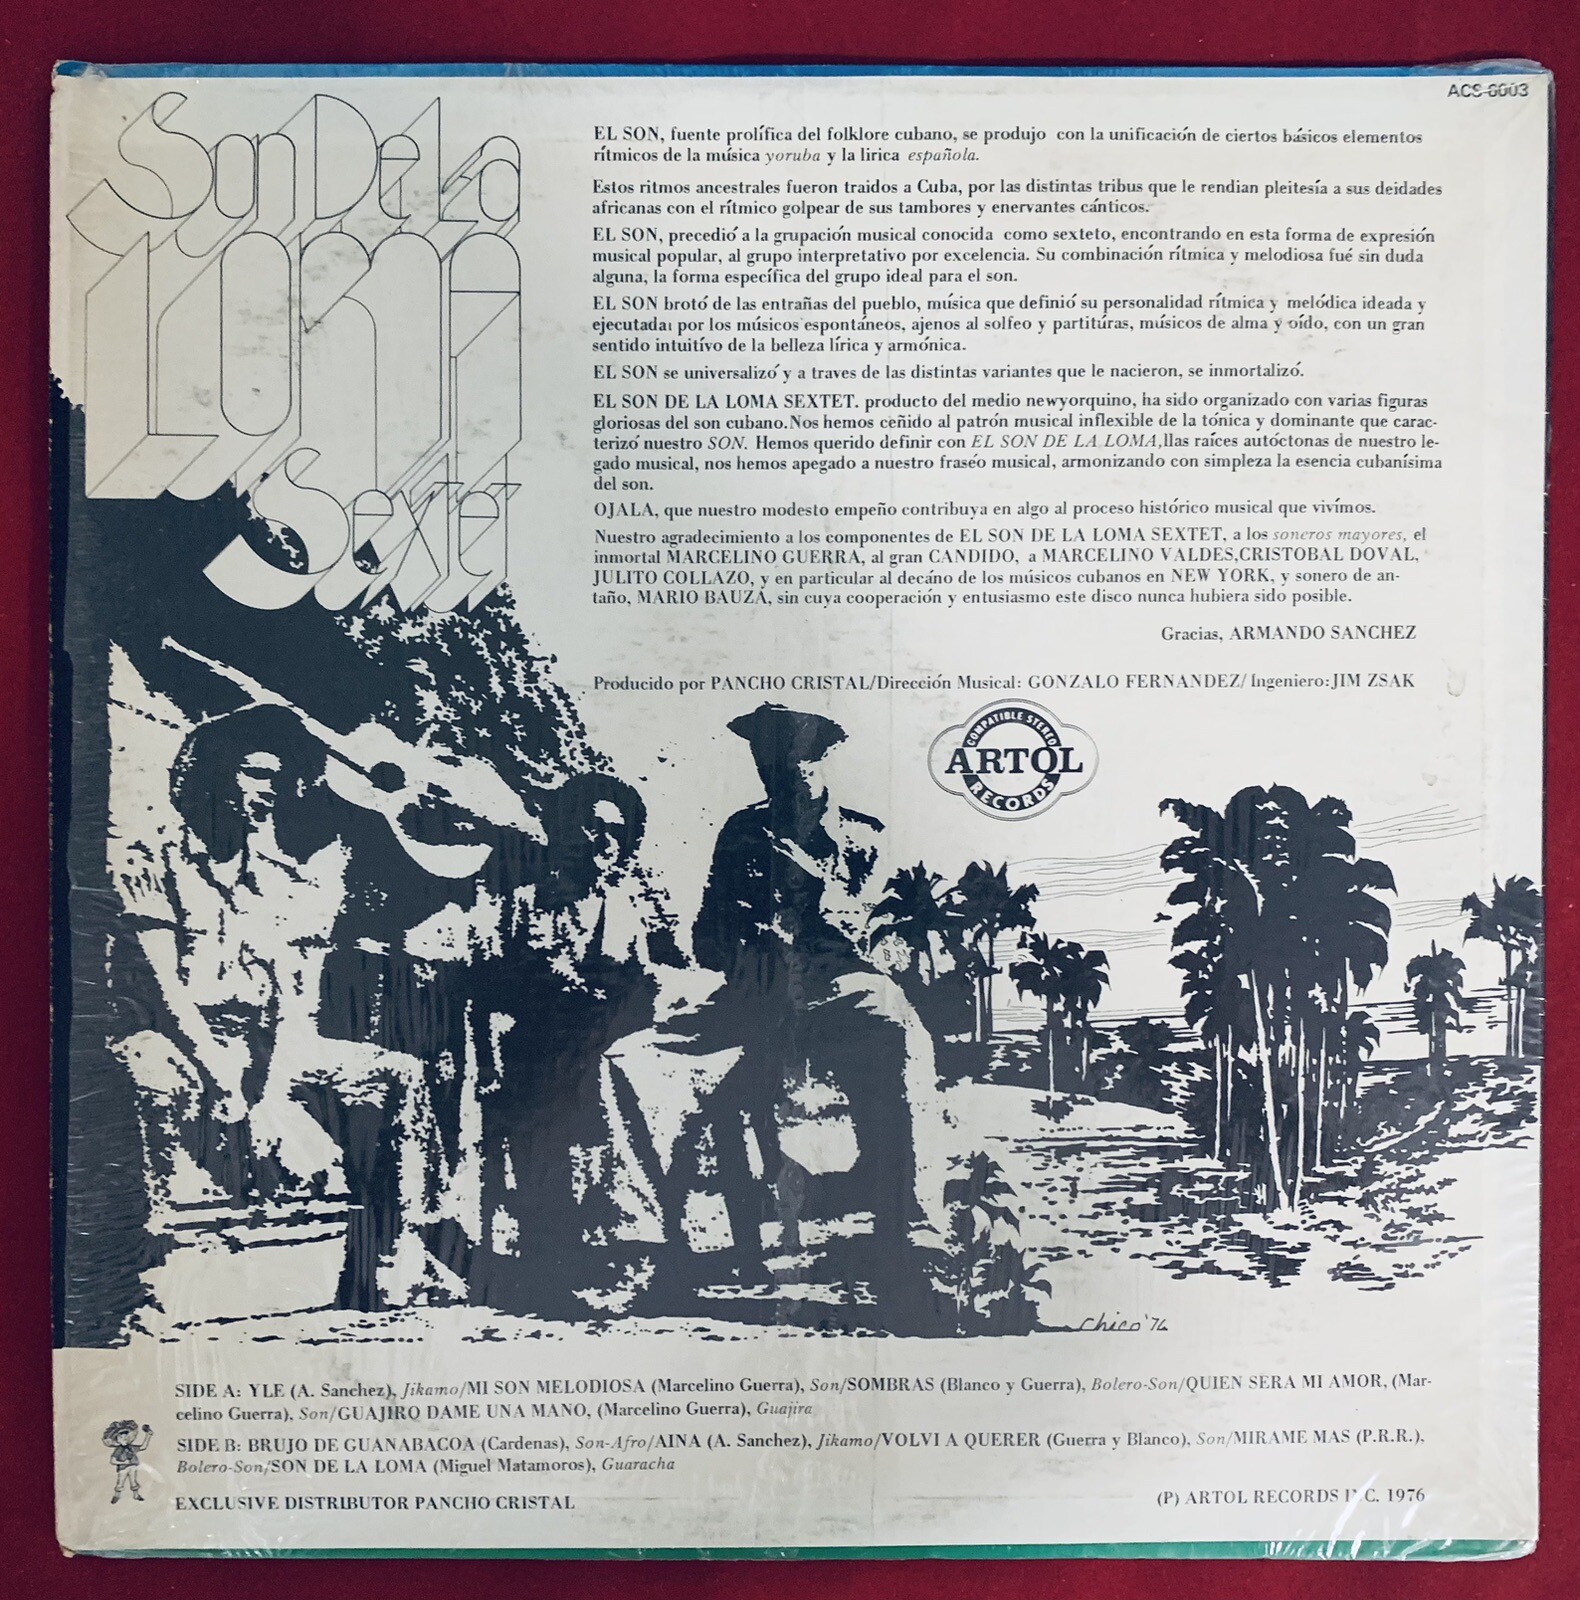 ACS-6003
Son De La
Loma
Sextet
EL SON, fuente prolífica del folklore cubano, se produjo con la unificación de ciertos básicos elementos
rítmicos de la música yoruba y la lirica española.
Estos ritmos ancestrales fueron traidos a Cuba, por las distintas tribus que le rendian pleitesía a sus deidades
africanas con el rítmico golpear de sus tambores y enervantes cánticos.
EL SON, precedió a la grupación musical conocida como sexteto, encontrando en esta forma de expresión
musical popular, al grupo interpretativo por excelencia. Su combinación rítmica y melodiosa fué sin duda
alguna, la forma específica del grupo ideal para el son.
EL SON brotó de las entrañas del pueblo, música que definió su personalidad rítmica y melódica ideada y
ejecutada por los músicos espontáneos, ajenos al solfeo y partitúras, músicos de alma y oído, con un gran
sentido intuitívo de la belleza lírica y armónica.
EL SON se universalizó y a traves de las distintas variantes que le nacieron, se inmortalizó.
EL SON DE LA LOMA SEXTET. producto del medio newyorquino, ha sido organizado con varias figuras
gloriosas del son cubano. Nos hemos ceñido al patrón musical inflexible de la tónica y dominante que carac-
terizó nuestro SON. Hemos querido definir con EL SON DE LA LOMA, llas raíces autóctonas de nuestro le-
gado musical, nos hemos apegado a nuestro fraséo musical, armonizando con simpleza la esencia cubanísima
del son.
OJALA, que nuestro modesto empeño contribuya en algo al proceso histórico musical que vivímos.
Nuestro agradecimiento a los componentes de EL SON DE LA LOMA SEXTET, a los soneros mayores, el
inmortal MARCELINO GUERRA, al gran CANDIDO, a MARCELINO VALDES, CRISTOBAL DOVAL,
JULITO COLLAZO, y en particular al decáno de los músicos cubanos en NEW YORK, y sonero de an-
taño, MARIO BAUZÁ, sin cuya cooperación y entusiasmo este disco nunca hubiera sido posible.
Gracias, ARMANDO SANCHEZ
Producido por PANCHO CRISTAL/Dirección Musical: GONZALO FERNANDEZ/ Ingeniero: JIM ZSAK
COMPATIBLE STEREO
ARTOL
RECORDS
Chico '76
SIDE A: YLE (A. Sanchez), Jikamo/MI SON MELODIOSA (Marcelino Guerra), Son/SOMBRAS (Blanco y Guerra), Bolero-Son/QUIEN SERA MI AMOR, (Mar-
celino Guerra), Son/GUAJIRO DAME UNA MANO, (Marcelino Guerra), Guajira
SIDE B: BRUJO DE GUANABACOA (Cardenas), Son-Afro/AINA (A. Sanchez), Jikamo/VOLVI A QUERER (Guerra y Blanco), Son/MIRAME MAS (P.R.R.),
Bolero-Son/SON DE LA LOMA (Miguel Matamoros), Guaracha
EXCLUSIVE DISTRIBUTOR PANCHO CRISTAL
(P) ARTOL RECORDS INC. 1976